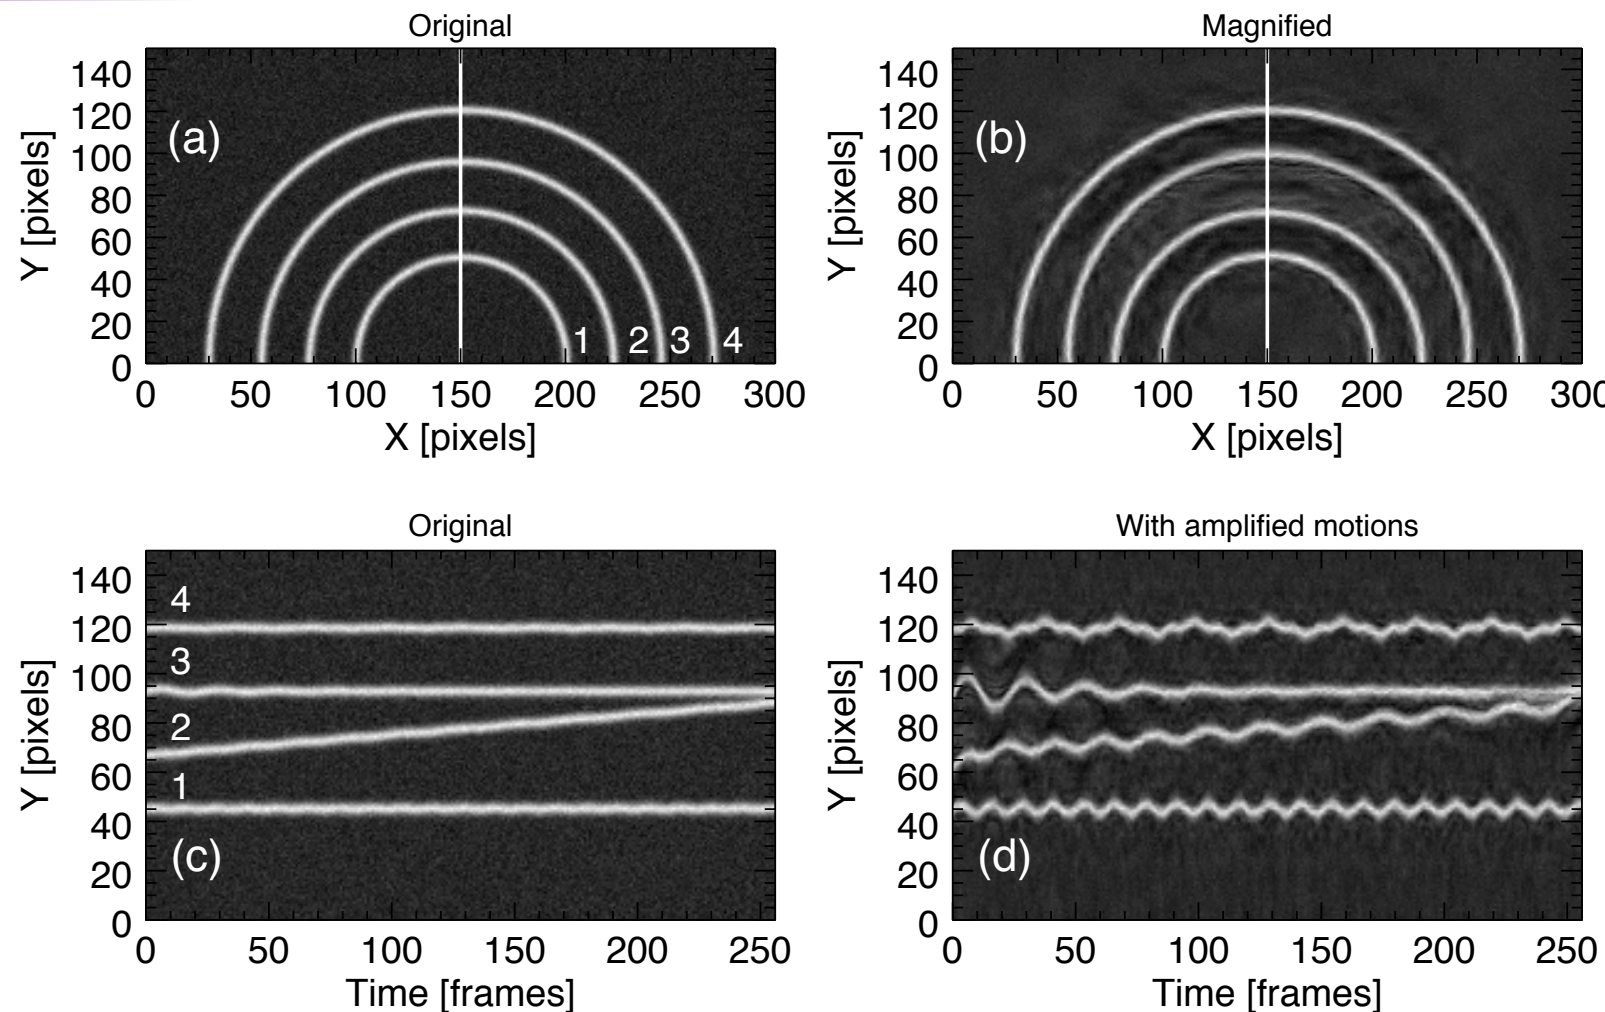 Original
Magnified
140
120
100
80
60
40
20
0
Y [pixels]
(a)
1 2 3 4
0 50 100 150 200 250 300
X [pixels]
140
120
100
80
60
40
20
0
Y [pixels]
(b)
0 50 100 150 200 250 300
X [pixels]
Original
With amplified motions
140
120
100
80
60
40
20
0
Y [pixels]
4
3
2
1
(c)
0 50 100 150 200 250
Time [frames]
140
120
100
80
60
40
20
0
Y [pixels]
(d)
0 50 100 150 200 250
Time [frames]